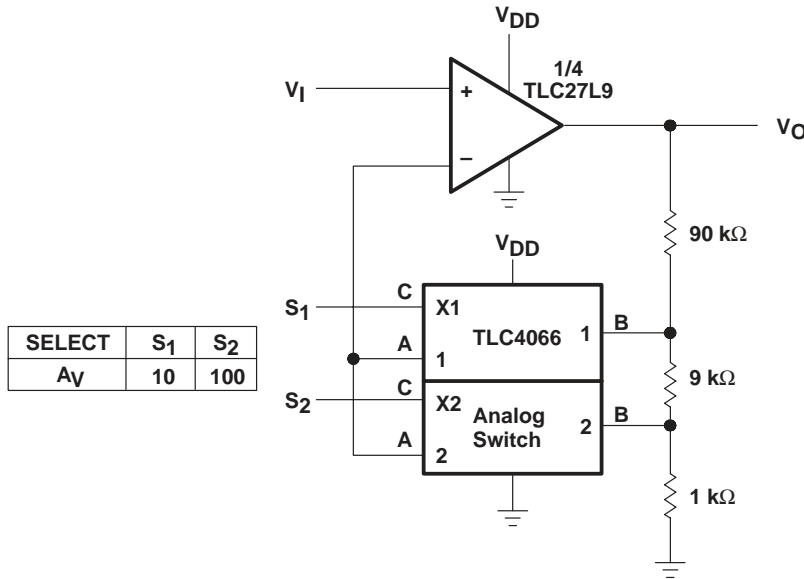 VDD
1/4
TLC27L9
VI
+
−
VO
90 kΩ
VDD
S1
C
X1
TLC4066
1
B
A
1
9 kΩ
S2
C
X2
Analog
Switch
2
B
A
2
1 kΩ
SELECT S1 S2
AV 10 100